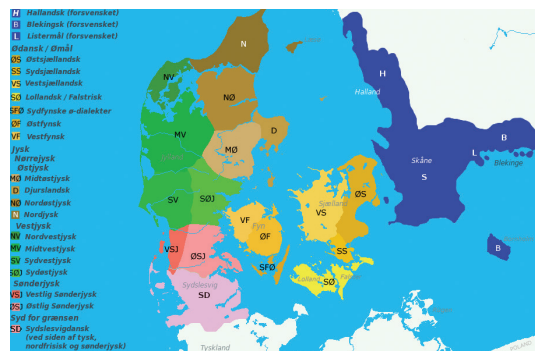 H Hallandsk (forsvensket)
B Blekingsk (forsvensket)
L Listermål (forsvensket)
Ødansk / Ømål
ØS Østsjællandsk
SS Sydsjællandsk
VS Vestsjællandsk
SØ Lollandsk / Falstrisk
SFØ Sydfynske ø-dialekter
ØF Østfynsk
VF Vestfynsk
Jysk
Nørrejysk
Østjysk
MØ Midtøstjysk
D Djurslandsk
NØ Nordøstjysk
N Nordjysk
Vestjysk
NV Nordvestjysk
MV Midtvestjysk
SV Sydvestjysk
SØJ Sydøstjysk
Sønderjysk
VSJ Vestlig Sønderjysk
ØSJ Østlig Sønderjysk
Syd for grænsen
SD Sydslesvigdansk
(ved siden af tysk,
nordfrisisk og sønderjysk)
N
NV
NØ
H
Halland
MV
MØ
D
B
L
Blekinge
Skåne
S
SV
SØJ
Sjælland
VS
ØS
VF
Fyn
ØF
VSJ
ØSJ
SS
B
SFØ
Lolland
SØ
Sydslesvig
SD
Tyskland
POLAND